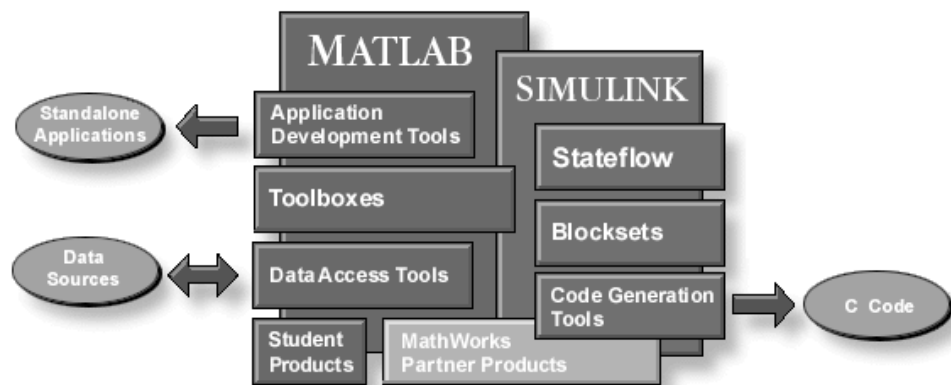 MATLAB
SIMULINK
Standalone
Applications
Application
Development Tools
Stateflow
Toolboxes
Blocksets
Data
Sources
Data Access Tools
Code Generation
Tools
C Code
Student
Products
MathWorks
Partner Products